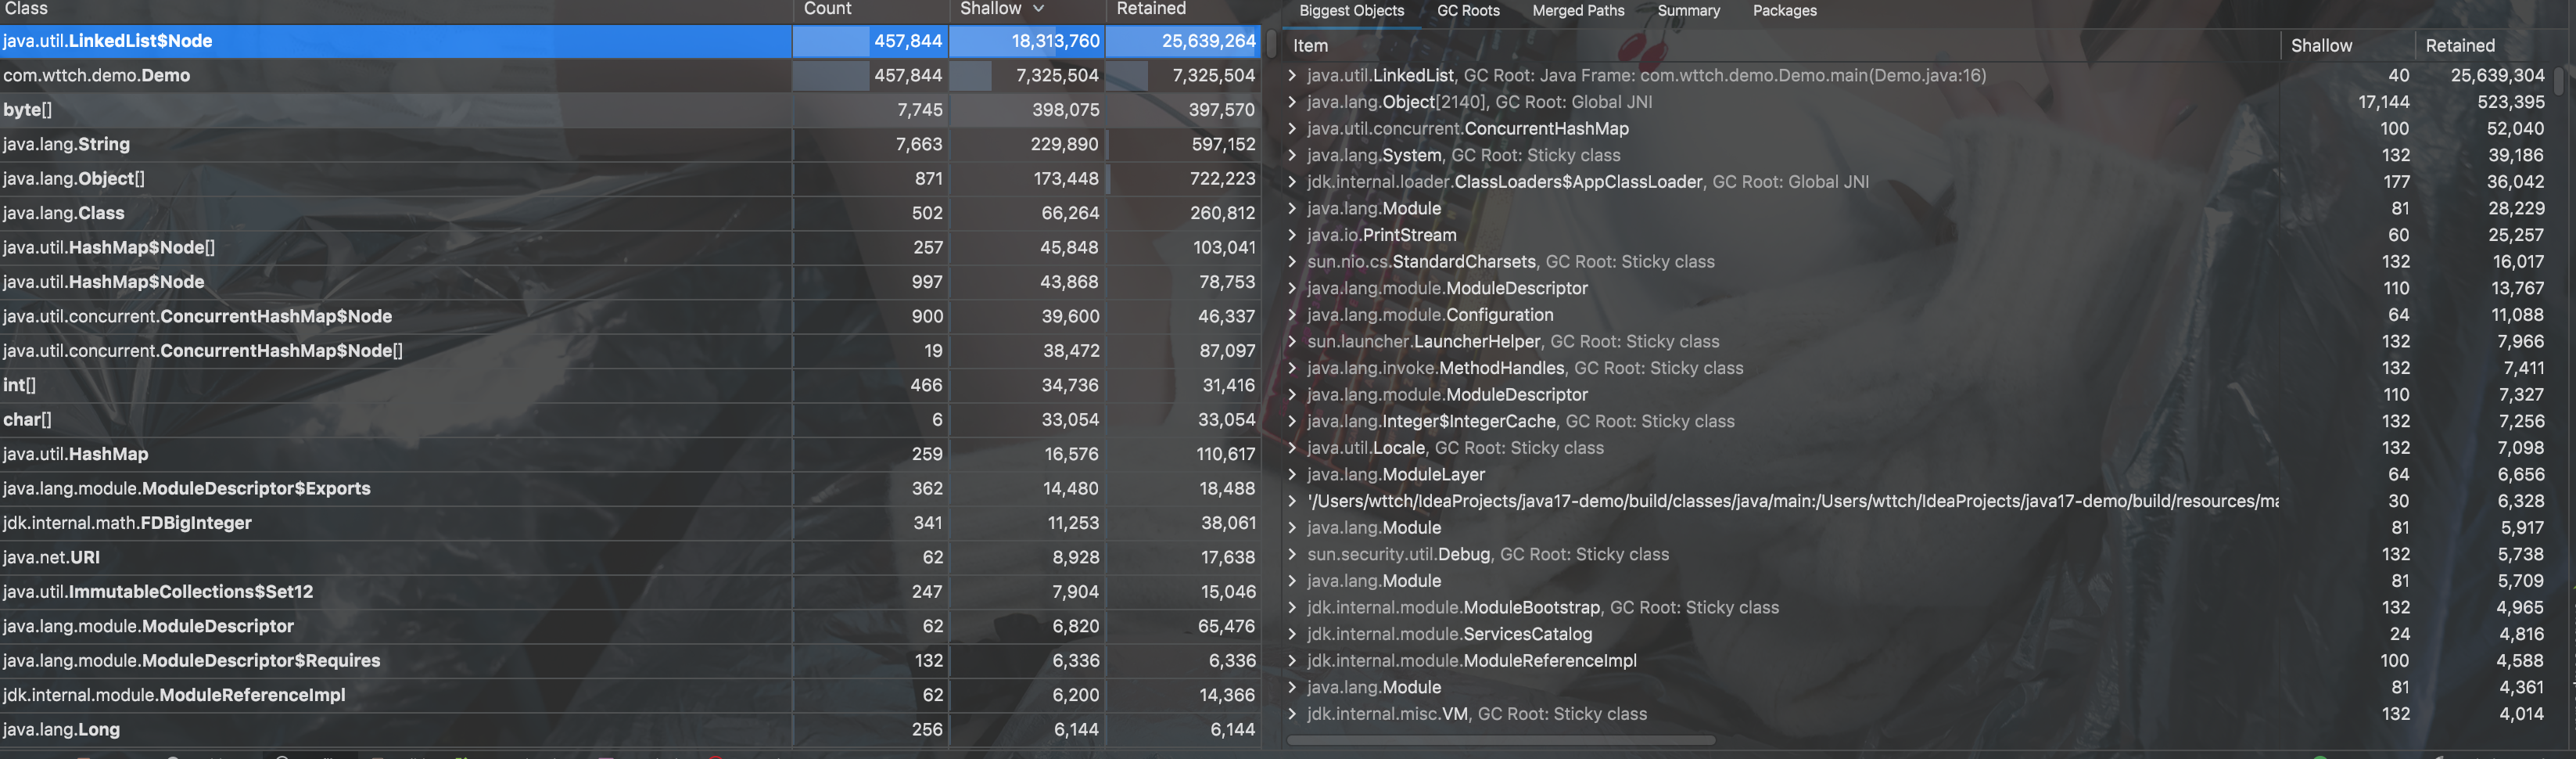 Class Count Shallow Retained
java.util.LinkedList$Node 457,844 18,313,760 25,639,264
com.wttch.demo.Demo 457,844 7,325,504 7,325,504
byte[] 7,745 398,075 397,570
java.lang.String 7,663 229,890 597,152
java.lang.Object[] 871 173,448 722,223
java.lang.Class 502 66,264 260,812
java.util.HashMap$Node[] 257 45,848 103,041
java.util.HashMap$Node 997 43,868 78,753
java.util.concurrent.ConcurrentHashMap$Node 900 39,600 46,337
java.util.concurrent.ConcurrentHashMap$Node[] 19 38,472 87,097
int[] 466 34,736 31,416
char[] 6 33,054 33,054
java.util.HashMap 259 16,576 110,617
java.lang.module.ModuleDescriptor$Exports 362 14,480 18,488
jdk.internal.math.FDBigInteger 341 11,253 38,061
java.net.URI 62 8,928 17,638
java.util.ImmutableCollections$Set12 247 7,904 15,046
java.lang.module.ModuleDescriptor 62 6,820 65,476
java.lang.module.ModuleDescriptor$Requires 132 6,336 6,336
jdk.internal.module.ModuleReferenceImpl 62 6,200 14,366
java.lang.Long 256 6,144 6,144
Biggest Objects GC Roots Merged Paths Summary Packages
Item Shallow Retained
java.util.LinkedList, GC Root: Java Frame: com.wttch.demo.Demo.main(Demo.java:16) 40 25,639,304
java.lang.Object[2140], GC Root: Global JNI 17,144 523,395
java.util.concurrent.ConcurrentHashMap 100 52,040
java.lang.System, GC Root: Sticky class 132 39,186
jdk.internal.loader.ClassLoaders$AppClassLoader, GC Root: Global JNI 177 36,042
java.lang.Module 81 28,229
java.io.PrintStream 60 25,257
sun.nio.cs.StandardCharsets, GC Root: Sticky class 132 16,017
java.lang.module.ModuleDescriptor 110 13,767
java.lang.module.Configuration 64 11,088
sun.launcher.LauncherHelper, GC Root: Sticky class 132 7,966
java.lang.invoke.MethodHandles, GC Root: Sticky class 132 7,411
java.lang.module.ModuleDescriptor 110 7,327
java.lang.Integer$IntegerCache, GC Root: Sticky class 132 7,256
java.util.Locale, GC Root: Sticky class 132 7,098
java.lang.ModuleLayer 64 6,656
'/Users/wttch/IdeaProjects/java17-demo/build/classes/java/main:/Users/wttch/IdeaProjects/java17-demo/build/resources/ma 30 6,328
java.lang.Module 81 5,917
sun.security.util.Debug, GC Root: Sticky class 132 5,738
java.lang.Module 81 5,709
jdk.internal.module.ModuleBootstrap, GC Root: Sticky class 132 4,965
jdk.internal.module.ServicesCatalog 24 4,816
jdk.internal.module.ModuleReferenceImpl 100 4,588
java.lang.Module 81 4,361
jdk.internal.misc.VM, GC Root: Sticky class 132 4,014